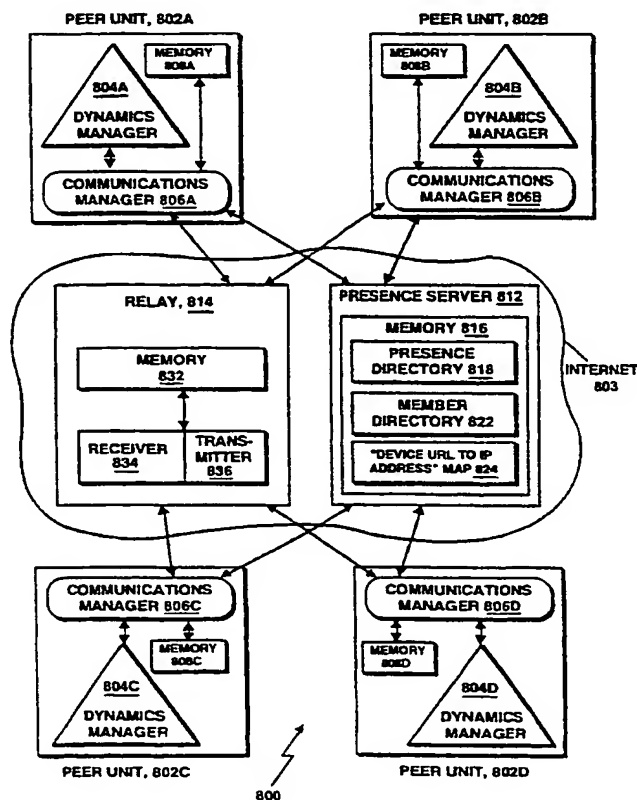 PEER UNIT, 802A
PEER UNIT, 802B
MEMORY
808A
804A
DYNAMICS
MANAGER
COMMUNICATIONS
MANAGER 806A
MEMORY
808B
804B
DYNAMICS
MANAGER
COMMUNICATIONS
MANAGER 806B
RELAY, 814
MEMORY
832
RECEIVER
834
TRANS-
MITTER
836
PRESENCE SERVER 812
MEMORY 816
PRESENCE
DIRECTORY 818
MEMBER
DIRECTORY 822
"DEVICE URL TO IP
ADDRESS" MAP 824
INTERNET
803
COMMUNICATIONS
MANAGER 806C
MEMORY
808C
804C
DYNAMICS
MANAGER
COMMUNICATIONS
MANAGER 806D
MEMORY
808D
804D
DYNAMICS
MANAGER
PEER UNIT, 802C
PEER UNIT, 802D
800